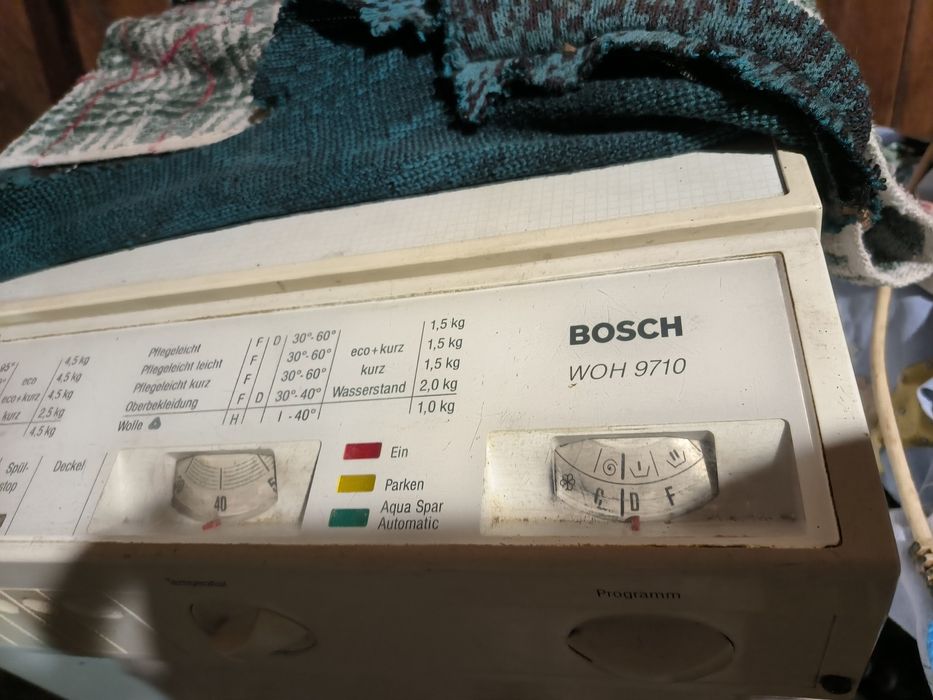 95°
eco
eco+kurz
kurz
4,5 kg
4,5 kg
4,5 kg
2,5 kg
4,5 kg
Pflegeleicht F D 30°-60° 1,5 kg
Pflegeleicht leicht F 30°-60° eco+kurz 1,5 kg
Pflegeleicht kurz F 30°-60° kurz 1,5 kg
Oberbekleidung F D 30°-40° Wasserstand 2,0 kg
Wolle H I -40° 1,0 kg
BOSCH
WOH 9710
Spül-
stop
Deckel
40
E
Ein
Parken
Aqua Spar
Automatic
C D F
Programm